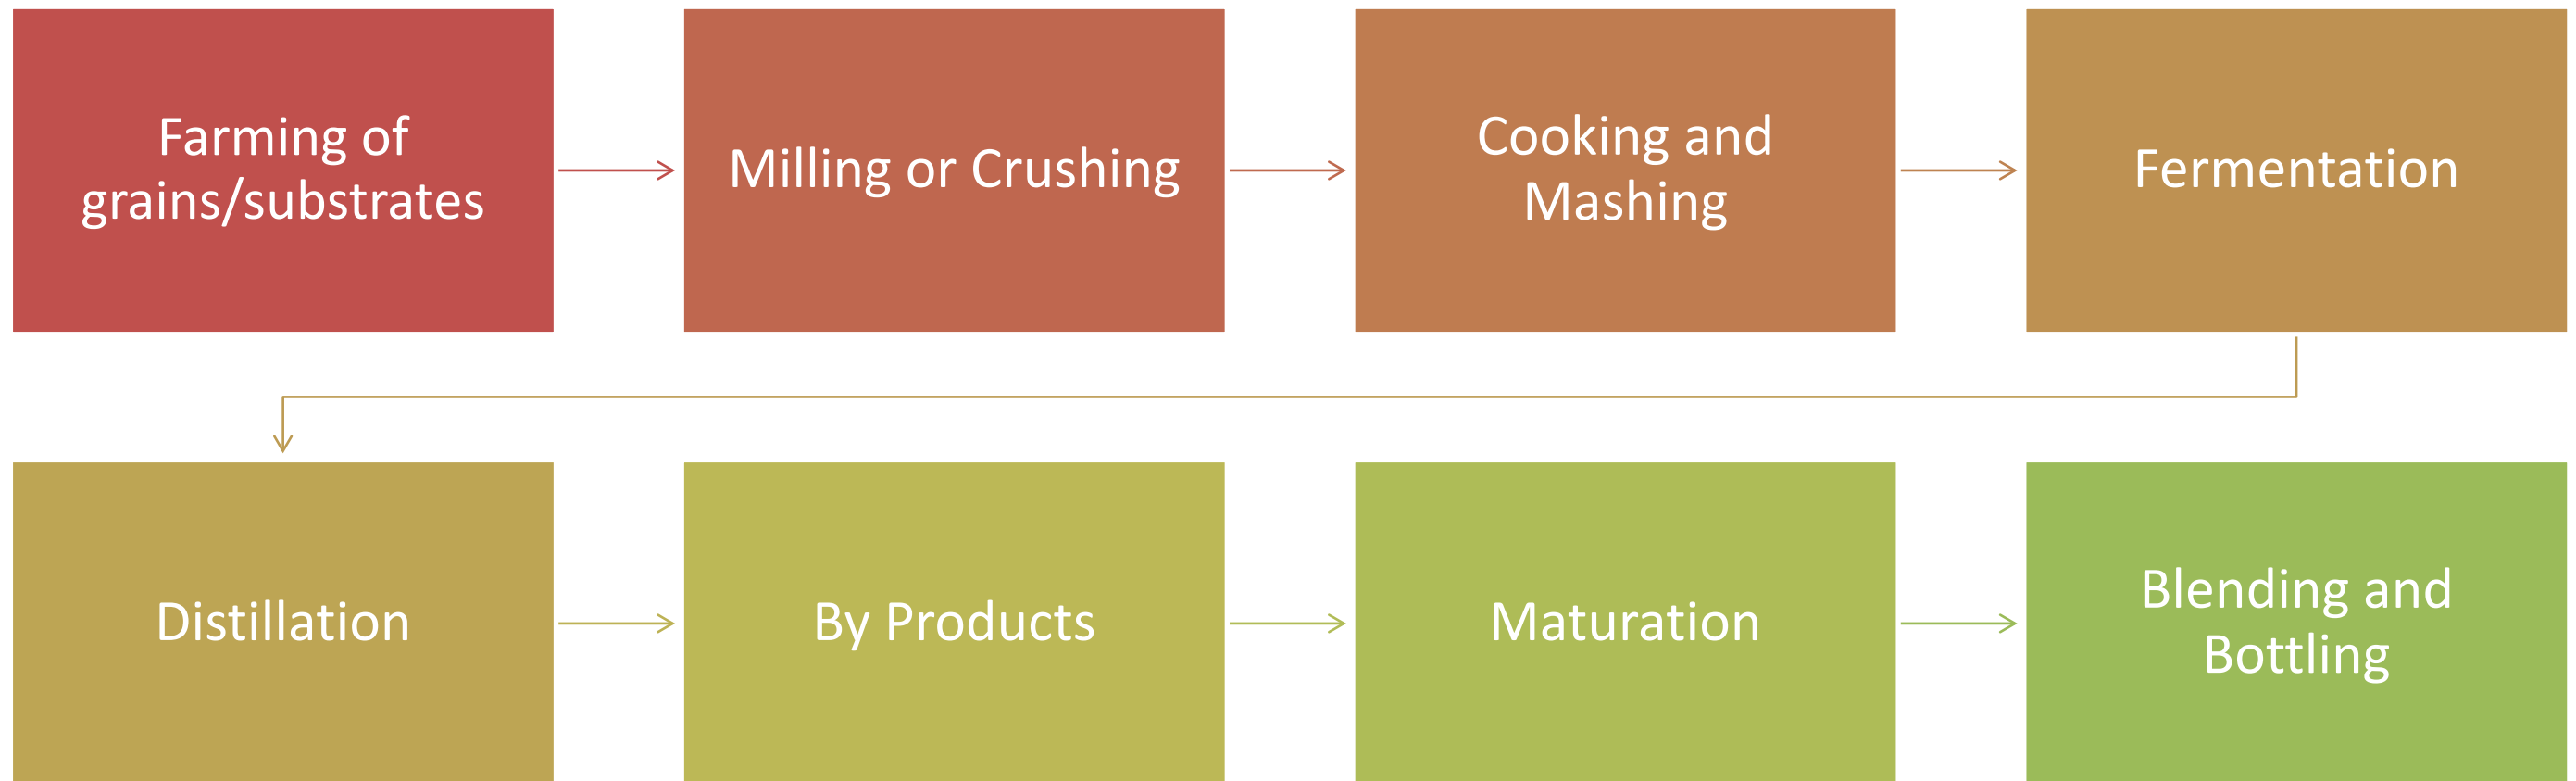 Farming of
grains/substrates
Milling or Crushing
Cooking and
Mashing
Fermentation
Distillation
By Products
Maturation
Blending and
Bottling